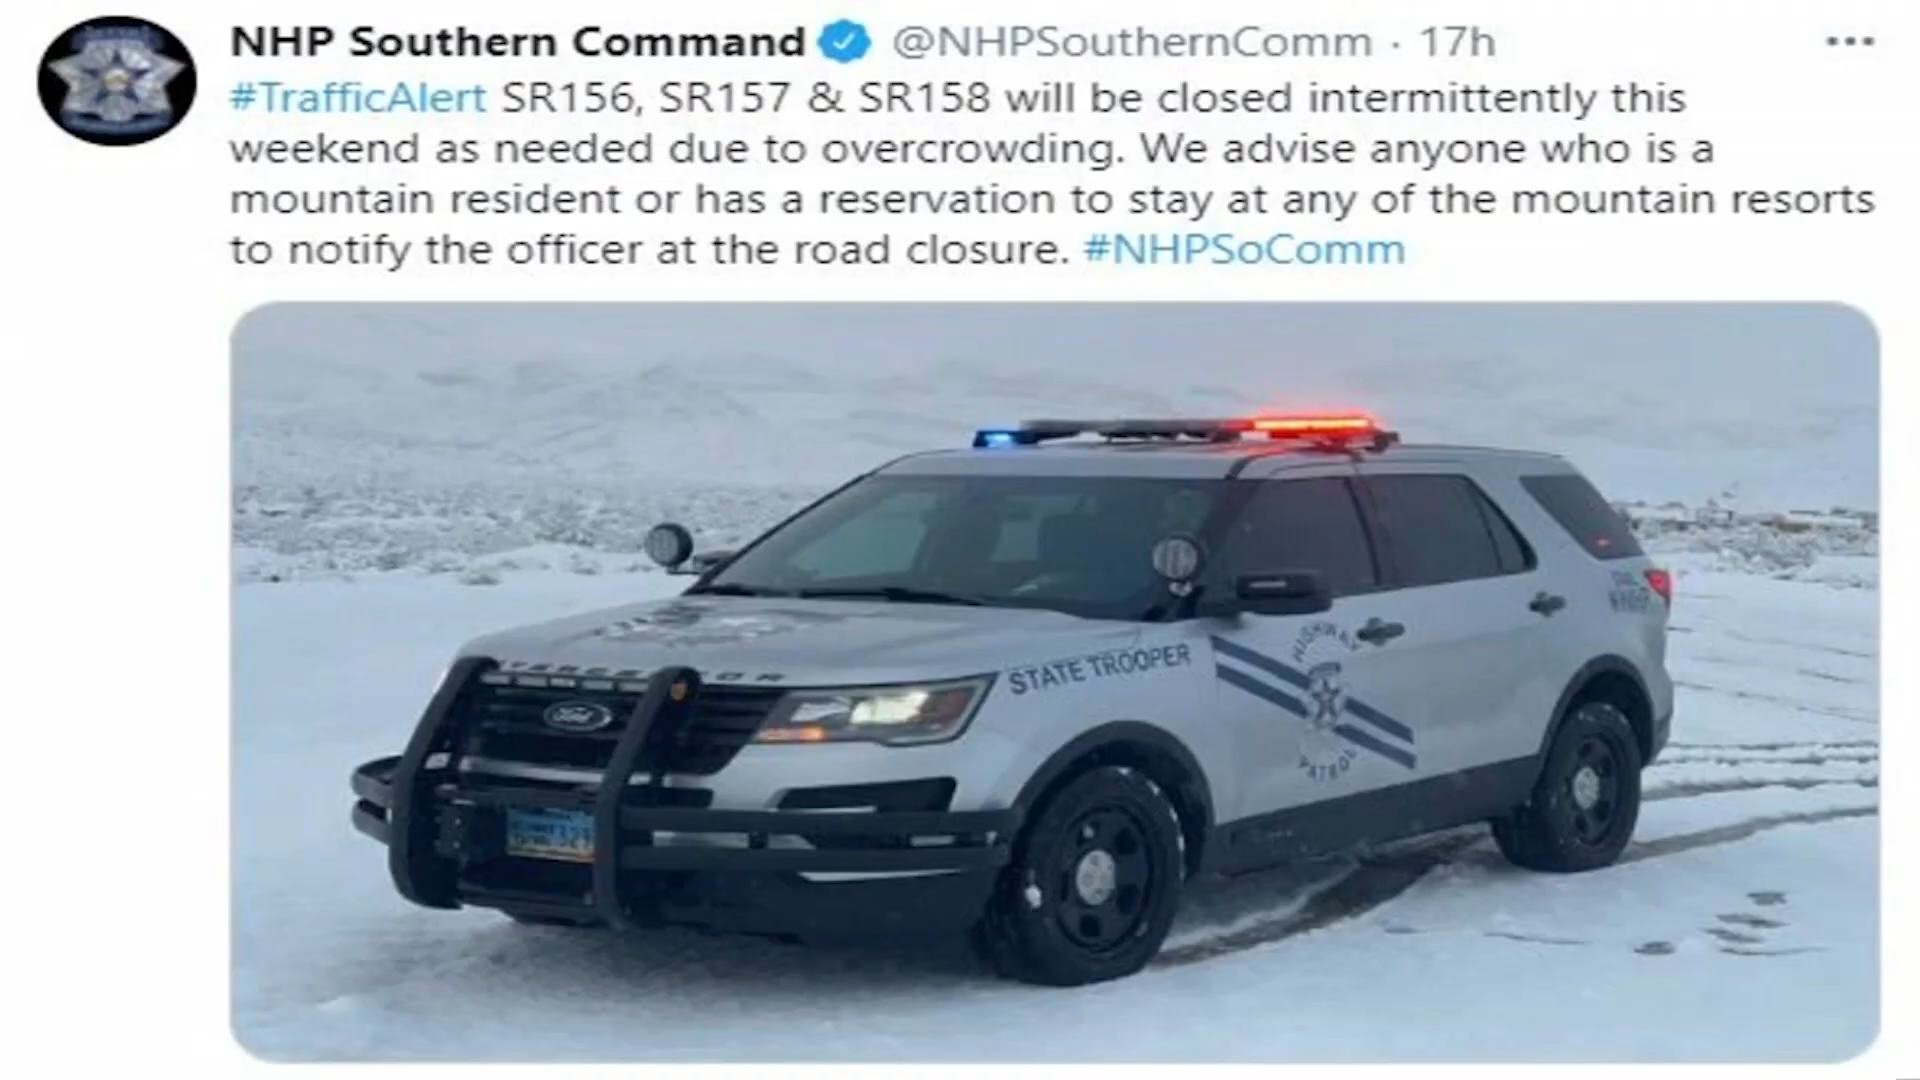 NHP Southern Command @NHPSouthernComm · 17h
#TrafficAlert SR156, SR157 & SR158 will be closed intermittently this
weekend as needed due to overcrowding. We advise anyone who is a
mountain resident or has a reservation to stay at any of the mountain resorts
to notify the officer at the road closure. #NHPSoComm
Ford
STATE TROOPER
HIGHWAY
PATROL